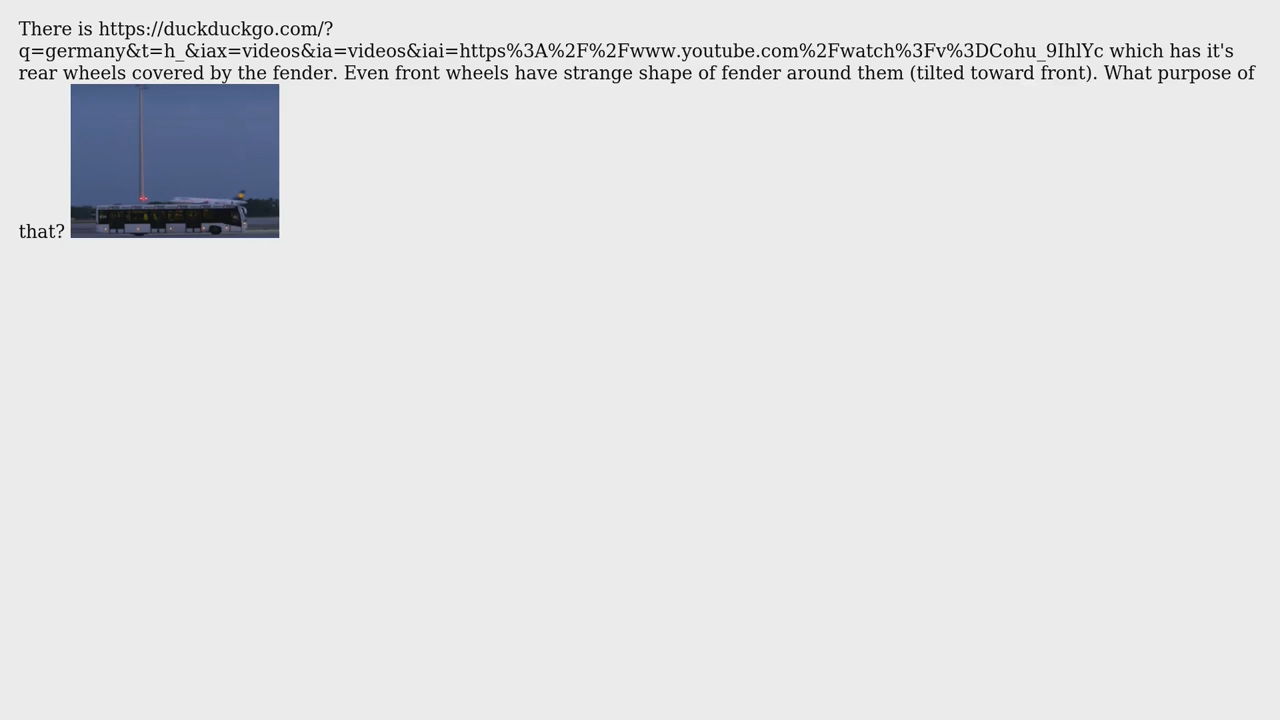 There is https://duckduckgo.com/?
q=germany&t=h_&iax=videos&ia=videos&iai=https%3A%2F%2Fwww.youtube.com%2Fwatch%3Fv%3DCohu_9IhlYc which has it's
rear wheels covered by the fender. Even front wheels have strange shape of fender around them (tilted toward front). What purpose of
that?